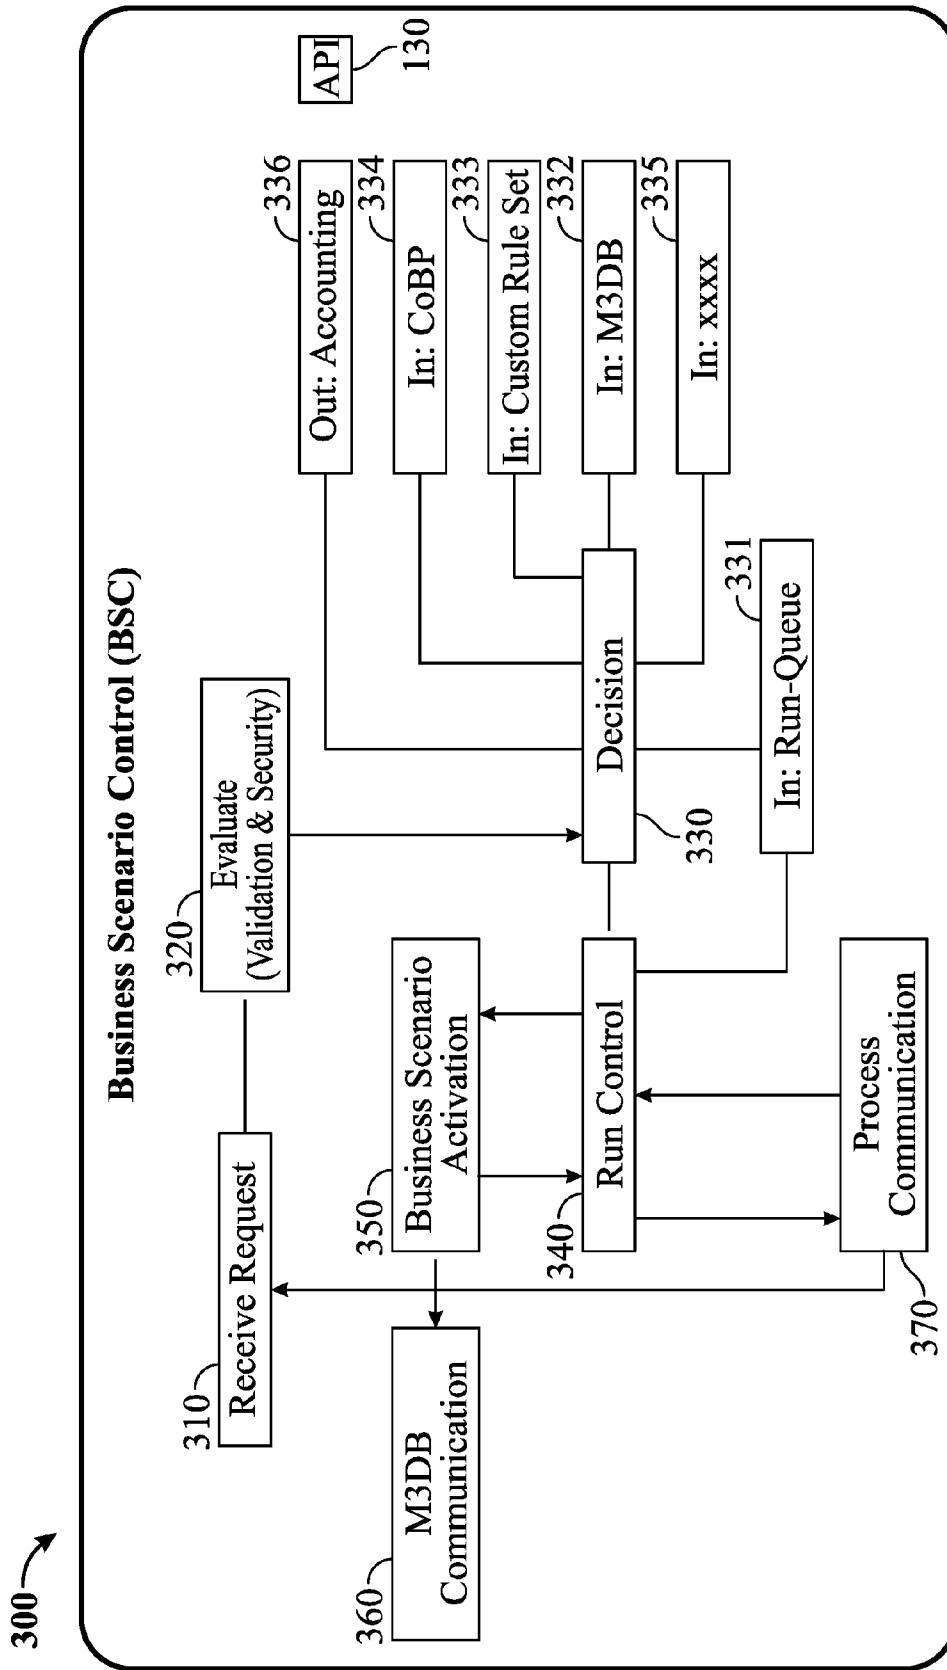 300
Business Scenario Control (BSC)
310
Receive Request
320
Evaluate
(Validation & Security)
336
Out: Accounting
API
130
334
In: CoBP
350
Business Scenario
Activation
360
M3DB
Communication
333
In: Custom Rule Set
340
Run Control
Decision
330
332
In: M3DB
335
In: xxxx
331
In: Run-Queue
Process
Communication
370